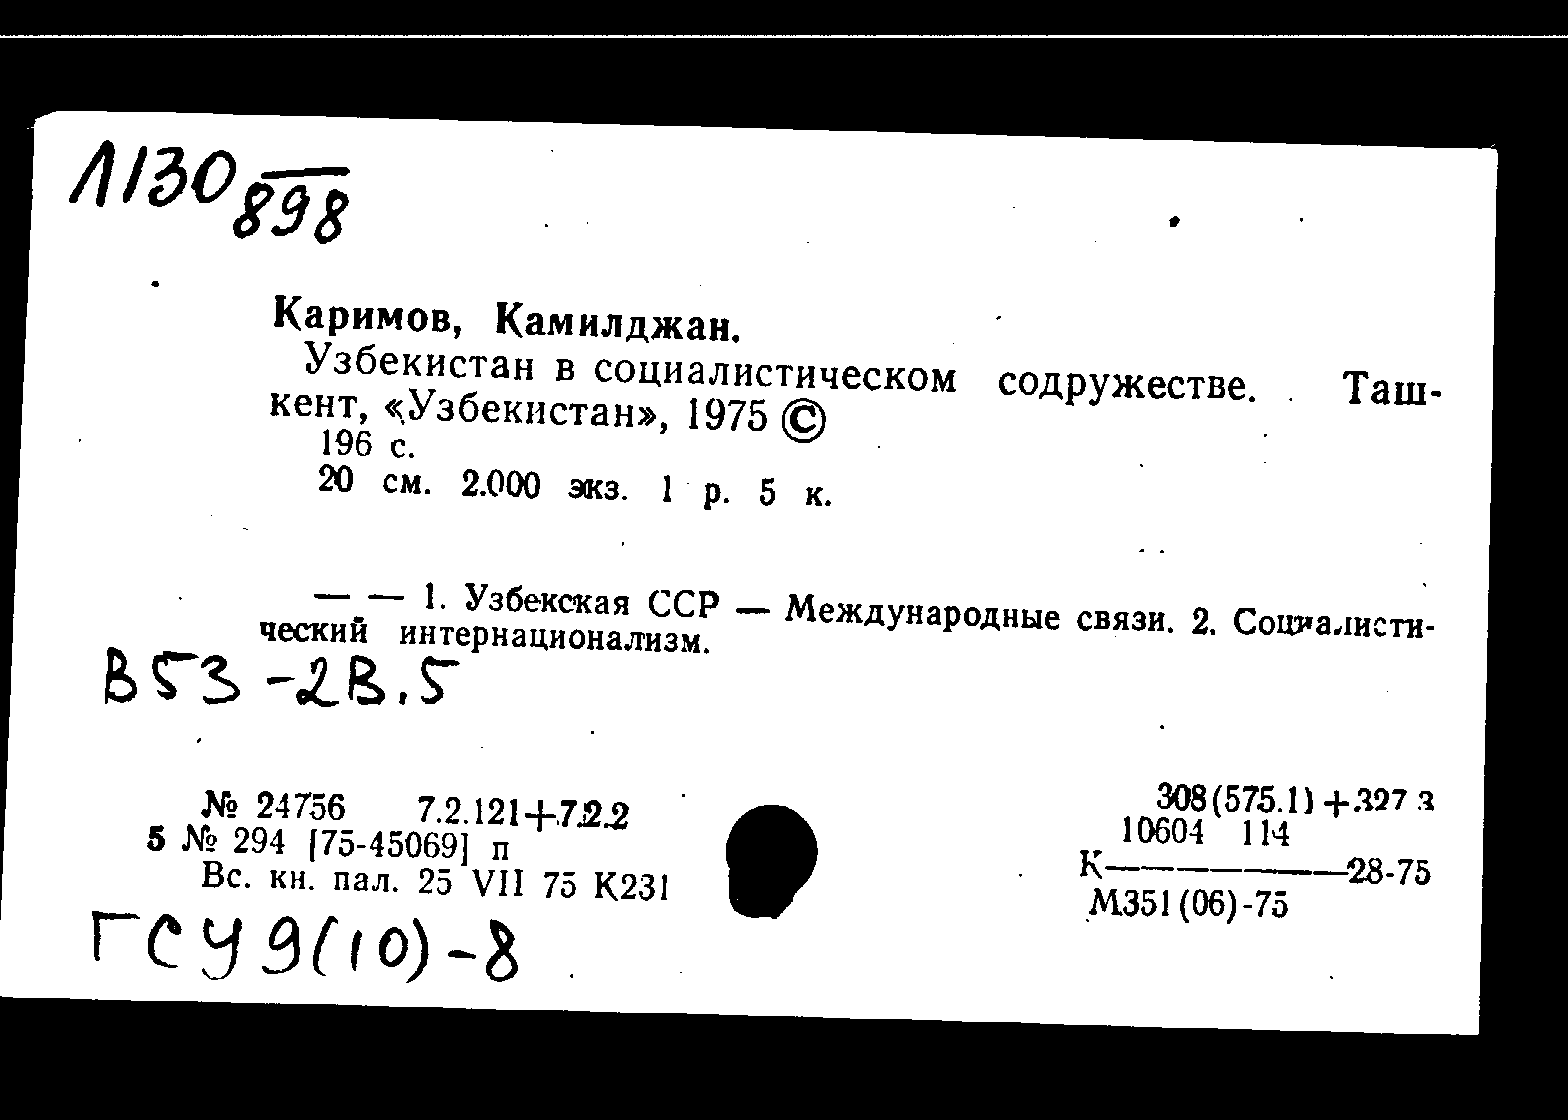 Л130 898
Каримов, Камилджан.
Узбекистан в социалистическом содружестве. Таш-
кент, «Узбекистан», 1975 ©
196 с.
20 см. 2.000 экз. 1 р. 5 к.
— — 1. Узбекская ССР — Международные связи. 2. Социалисти-
ческий интернационализм.
В53-2В.5
№ 24756 7.2.121+7.2.2
308(575.1)+327.3
5 № 294 [75-45069] п
10604 114
Вс. кн. пал. 25 VII 75 К231
К————————28-75
М351(06)-75
ГСУ9(10)-8